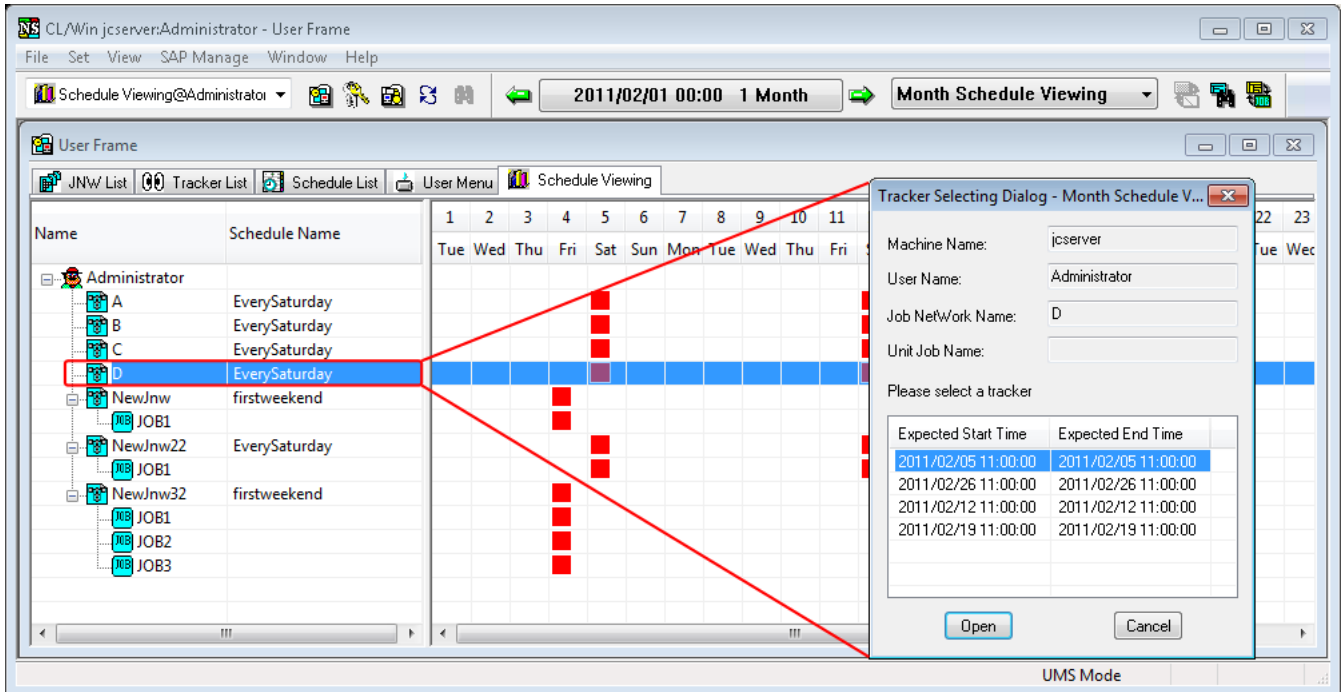 CL/Win jcserver:Administrator - User Frame
File Set View SAP Manage Window Help
Schedule Viewing@Administrator 2011/02/01 00:00 1 Month Month Schedule Viewing
User Frame
JNW List Tracker List Schedule List User Menu Schedule Viewing
Name Schedule Name
1 2 3 4 5 6 7 8 9 10 11 22 23
Tue Wed Thu Fri Sat Sun Mon Tue Wed Thu Fri Tue Wed
Administrator
A EverySaturday
B EverySaturday
C EverySaturday
D EverySaturday
NewJnw firstweekend
JOB JOB1
NewJnw22 EverySaturday
JOB JOB1
NewJnw32 firstweekend
JOB JOB1
JOB JOB2
JOB JOB3
Tracker Selecting Dialog - Month Schedule V...
Machine Name: jcserver
User Name: Administrator
Job NetWork Name: D
Unit Job Name:
Please select a tracker
Expected Start Time Expected End Time
2011/02/05 11:00:00 2011/02/05 11:00:00
2011/02/26 11:00:00 2011/02/26 11:00:00
2011/02/12 11:00:00 2011/02/12 11:00:00
2011/02/19 11:00:00 2011/02/19 11:00:00
Open Cancel
UMS Mode